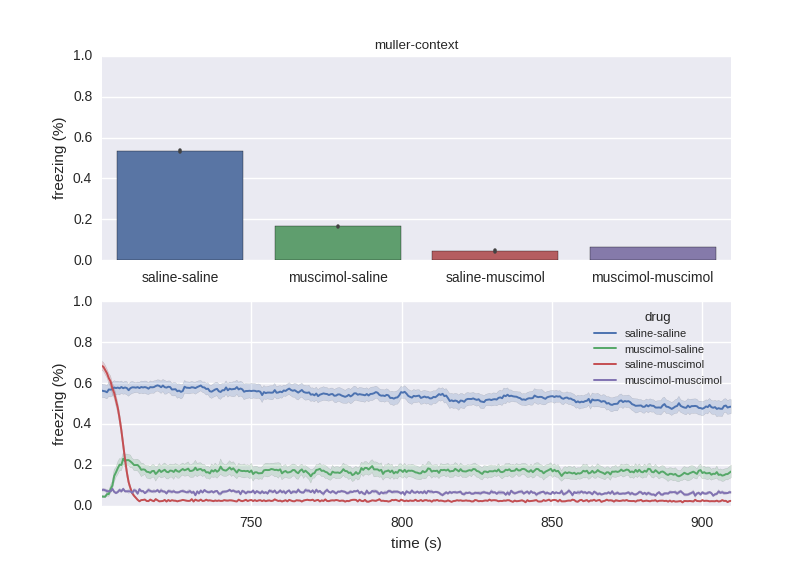 muller-context
freezing (%)
1.0
0.8
0.6
0.4
0.2
0.0
saline-saline muscimol-saline saline-muscimol muscimol-muscimol
freezing (%)
1.0
0.8
0.6
0.4
0.2
0.0
drug
saline-saline
muscimol-saline
saline-muscimol
muscimol-muscimol
750 800 850 900
time (s)